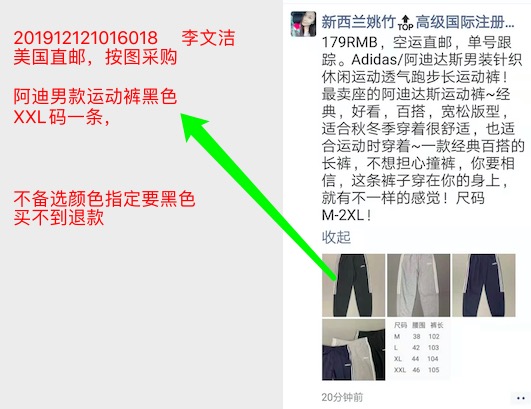 201912121016018 李文洁
美国直邮，按图采购
阿迪男款运动裤黑色
XXL码一条，
不备选颜色指定要黑色
买不到退款
新西兰姚竹TOP高级国际注册...
179RMB，空运直邮，单号跟
踪。Adidas/阿迪达斯男装针织
休闲运动透气跑步长运动裤！
最卖座的阿迪达斯运动裤~经
典，好看，百搭，宽松版型，
适合秋冬季穿着很舒适，也适
合运动时穿着~一款经典百搭的
长裤，不想担心撞裤，你要相
信，这条裤子穿在你的身上，
就有不一样的感觉！尺码
M-2XL！
收起
尺码 腰围 裤长
M 38 102
L 42 103
XL 44 104
XXL 46 105
20分钟前